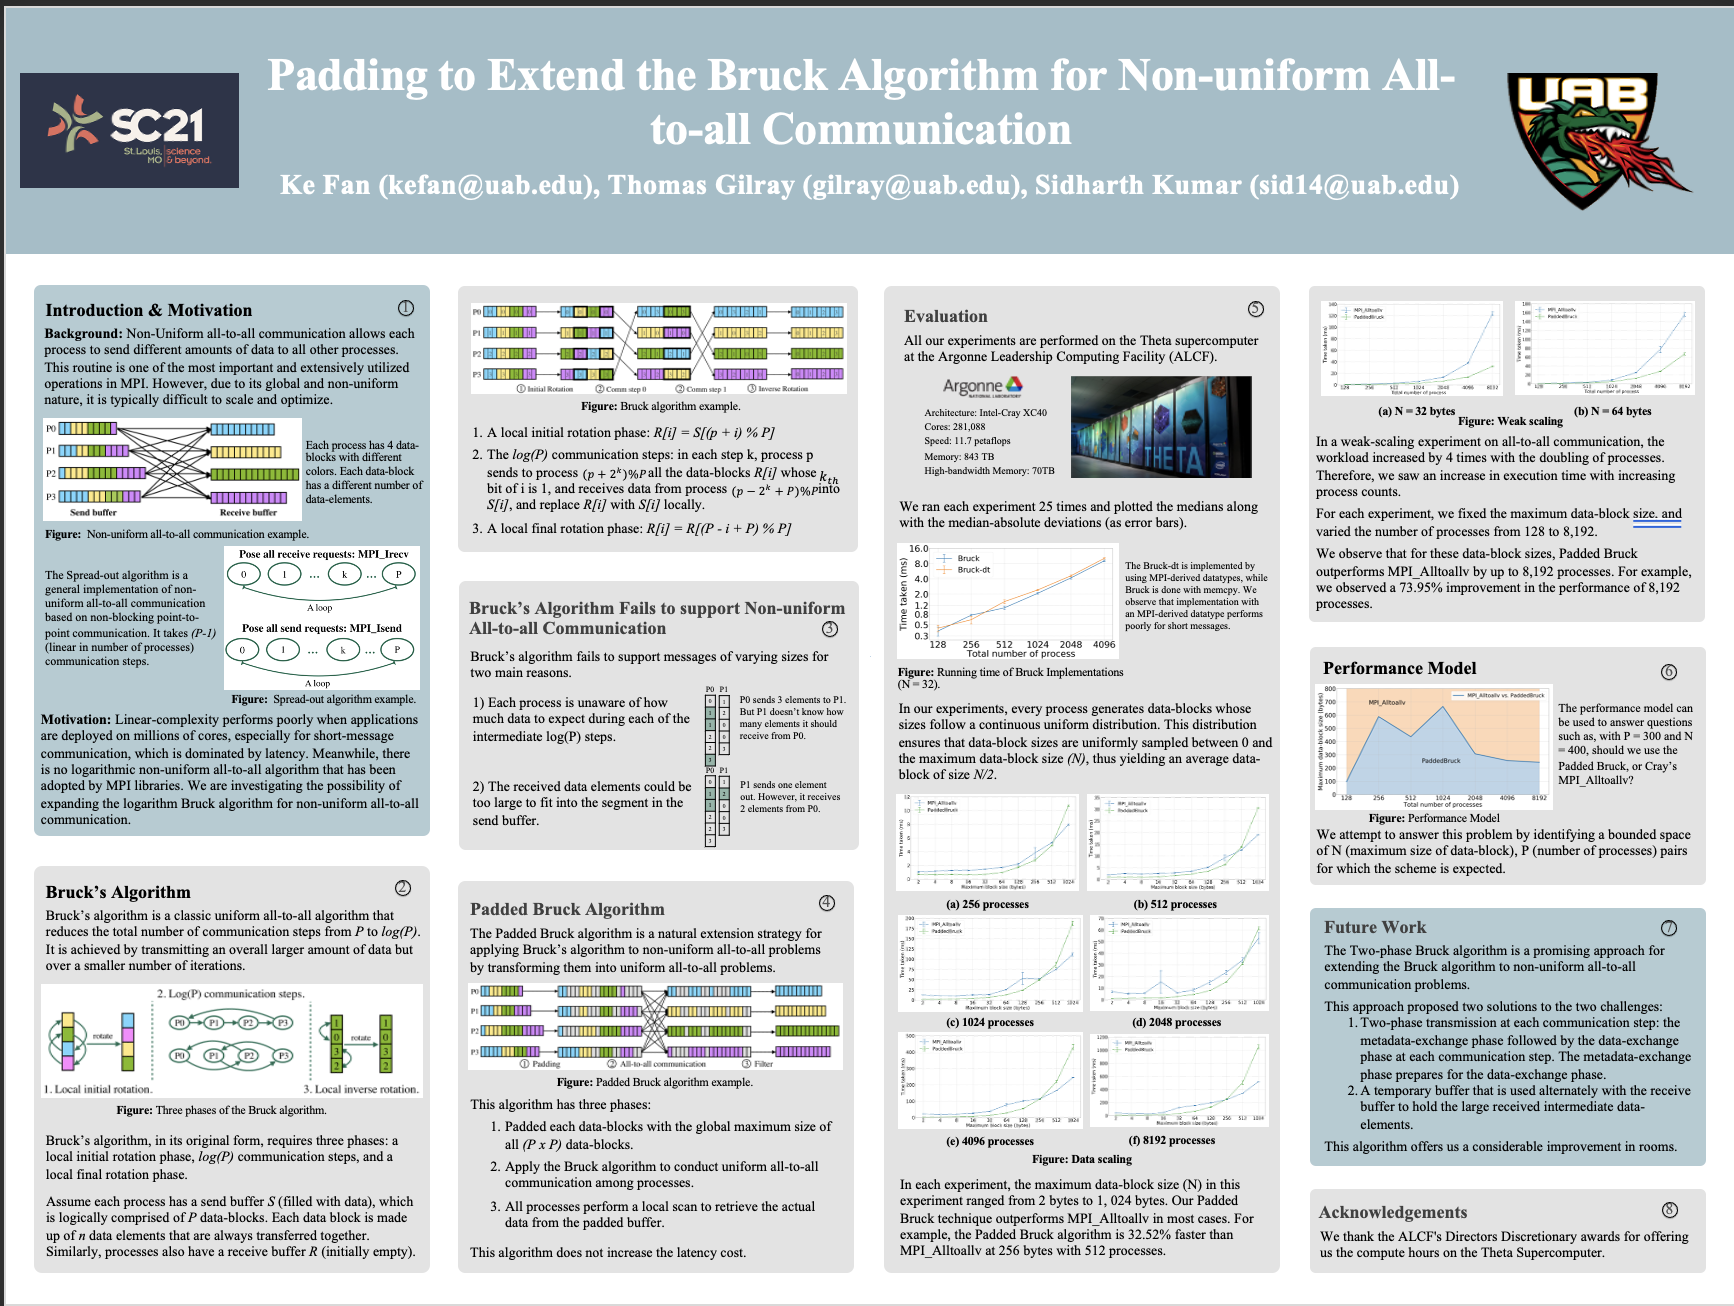 SC21
St. Louis, science
MO & beyond.
Padding to Extend the Bruck Algorithm for Non-uniform All-
to-all Communication
Ke Fan (kefan@uab.edu), Thomas Gilray (gilray@uab.edu), Sidharth Kumar (sid14@uab.edu)
UAB
Introduction & Motivation
1
Background: Non-Uniform all-to-all communication allows each
process to send different amounts of data to all other processes.
This routine is one of the most important and extensively utilized
operations in MPI. However, due to its global and non-uniform
nature, it is typically difficult to scale and optimize.
P0
P1
P2
P3
Send buffer
Receive buffer
Each process has 4 data-
blocks with different
colors. Each data-block
has a different number of
data-elements.
Figure: Non-uniform all-to-all communication example.
The Spread-out algorithm is a
general implementation of non-
uniform all-to-all communication
based on non-blocking point-to-
point communication. It takes (P-1)
(linear in number of processes)
communication steps.
Pose all receive requests: MPI_Irecv
0 1 ... k ... P
A loop
Pose all send requests: MPI_Isend
0 1 ... k ... P
A loop
Figure: Spread-out algorithm example.
Motivation: Linear-complexity performs poorly when applications
are deployed on millions of cores, especially for short-message
communication, which is dominated by latency. Meanwhile, there
is no logarithmic non-uniform all-to-all algorithm that has been
adopted by MPI libraries. We are investigating the possibility of
expanding the logarithm Bruck algorithm for non-uniform all-to-all
communication.
Bruck's Algorithm
2
Bruck's algorithm is a classic uniform all-to-all algorithm that
reduces the total number of communication steps from P to log(P).
It is achieved by transmitting an overall larger amount of data but
over a smaller number of iterations.
2. Log(P) communication steps.
rotate
P0 P1 P2 P3
P0 P1 P2 P3
1
0
3
2
rotate
1. Local initial rotation.
3. Local inverse rotation.
Figure: Three phases of the Bruck algorithm.
Bruck's algorithm, in its original form, requires three phases: a
local initial rotation phase, log(P) communication steps, and a
local final rotation phase.
Assume each process has a send buffer S (filled with data), which
is logically comprised of P data-blocks. Each data block is made
up of n data elements that are always transferred together.
Similarly, processes also have a receive buffer R (initially empty).
P0
P1
P2
P3
① Initial Rotation ② Comm step 0 ② Comm step 1 ③ Inverse Rotation
Figure: Bruck algorithm example.
1. A local initial rotation phase: R[i] = S[(p + i) % P]
2. The log(P) communication steps: in each step k, process p
sends to process (p + 2^k)%P all the data-blocks R[i] whose k_th
bit of i is 1, and receives data from process (p − 2^k + P)%P into
S[i], and replace R[i] with S[i] locally.
3. A local final rotation phase: R[i] = R[(P - i + P) % P]
Bruck's Algorithm Fails to support Non-uniform
All-to-all Communication
3
Bruck's algorithm fails to support messages of varying sizes for
two main reasons.
1) Each process is unaware of how
much data to expect during each of the
intermediate log(P) steps.
P0 P1
P0 sends 3 elements to P1.
But P1 doesn't know how
many elements it should
receive from P0.
2) The received data elements could be
too large to fit into the segment in the
send buffer.
P0 P1
P1 sends one element
out. However, it receives
2 elements from P0.
Padded Bruck Algorithm
4
The Padded Bruck algorithm is a natural extension strategy for
applying Bruck's algorithm to non-uniform all-to-all problems
by transforming them into uniform all-to-all problems.
P0
P1
P2
P3
① Padding ② All-to-all communication ③ Filter
Figure: Padded Bruck algorithm example.
This algorithm has three phases:
1. Padded each data-blocks with the global maximum size of
all (P x P) data-blocks.
2. Apply the Bruck algorithm to conduct uniform all-to-all
communication among processes.
3. All processes perform a local scan to retrieve the actual
data from the padded buffer.
This algorithm does not increase the latency cost.
Evaluation
5
All our experiments are performed on the Theta supercomputer
at the Argonne Leadership Computing Facility (ALCF).
Argonne
NATIONAL LABORATORY
Architecture: Intel-Cray XC40
Cores: 281,088
Speed: 11.7 petaflops
Memory: 843 TB
High-bandwidth Memory: 70TB
THETA
We ran each experiment 25 times and plotted the medians along
with the median-absolute deviations (as error bars).
Time taken (ms)
16.0
8.0
4.0
2.0
1.2
0.8
0.5
0.3
Bruck
Bruck-dt
128 256 512 1024 2048 4096
Total number of process
The Bruck-dt is implemented by
using MPI-derived datatypes, while
Bruck is done with memcpy. We
observe that implementation with
an MPI-derived datatype performs
poorly for short messages.
Figure: Running time of Bruck Implementations
(N = 32).
In our experiments, every process generates data-blocks whose
sizes follow a continuous uniform distribution. This distribution
ensures that data-block sizes are uniformly sampled between 0 and
the maximum data-block size (N), thus yielding an average data-
block of size N/2.
MPI_Alltoallv
PaddedBruck
Maximum block size (bytes)
(a) 256 processes
(b) 512 processes
(c) 1024 processes
(d) 2048 processes
(e) 4096 processes
(f) 8192 processes
Figure: Data scaling
In each experiment, the maximum data-block size (N) in this
experiment ranged from 2 bytes to 1, 024 bytes. Our Padded
Bruck technique outperforms MPI_Alltoallv in most cases. For
example, the Padded Bruck algorithm is 32.52% faster than
MPI_Alltoallv at 256 bytes with 512 processes.
MPI_Alltoallv
PaddedBruck
Total number of process
(a) N = 32 bytes
(b) N = 64 bytes
Figure: Weak scaling
In a weak-scaling experiment on all-to-all communication, the
workload increased by 4 times with the doubling of processes.
Therefore, we saw an increase in execution time with increasing
process counts.
For each experiment, we fixed the maximum data-block size. and
varied the number of processes from 128 to 8,192.
We observe that for these data-block sizes, Padded Bruck
outperforms MPI_Alltoallv by up to 8,192 processes. For example,
we observed a 73.95% improvement in the performance of 8,192
processes.
Performance Model
6
Maximum data-block size (bytes)
800
700
600
500
400
300
200
100
0
MPI_Alltoallv vs. PaddedBruck
MPI_Alltoallv
PaddedBruck
128 256 512 1024 2048 4096 8192
Total number of processes
The performance model can
be used to answer questions
such as, with P = 300 and N
= 400, should we use the
Padded Bruck, or Cray's
MPI_Alltoallv?
Figure: Performance Model
We attempt to answer this problem by identifying a bounded space
of N (maximum size of data-block), P (number of processes) pairs
for which the scheme is expected.
Future Work
7
The Two-phase Bruck algorithm is a promising approach for
extending the Bruck algorithm to non-uniform all-to-all
communication problems.
This approach proposed two solutions to the two challenges:
1. Two-phase transmission at each communication step: the
metadata-exchange phase followed by the data-exchange
phase at each communication step. The metadata-exchange
phase prepares for the data-exchange phase.
2. A temporary buffer that is used alternately with the receive
buffer to hold the large received intermediate data-
elements.
This algorithm offers us a considerable improvement in rooms.
Acknowledgements
8
We thank the ALCF's Directors Discretionary awards for offering
us the compute hours on the Theta Supercomputer.